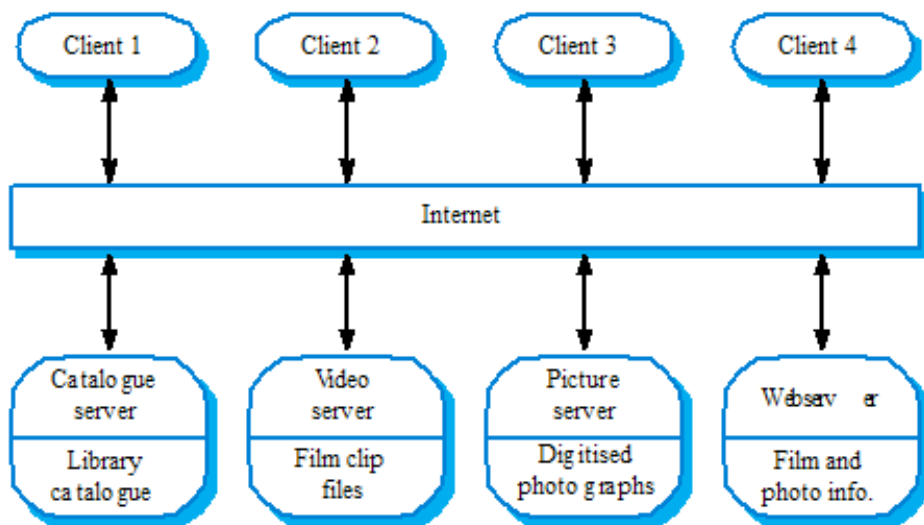 Client 1
Client 2
Client 3
Client 4
Internet
Catalogue
server
Library
catalogue
Video
server
Film clip
files
Picture
server
Digitised
photographs
Webserver
Film and
photo info.